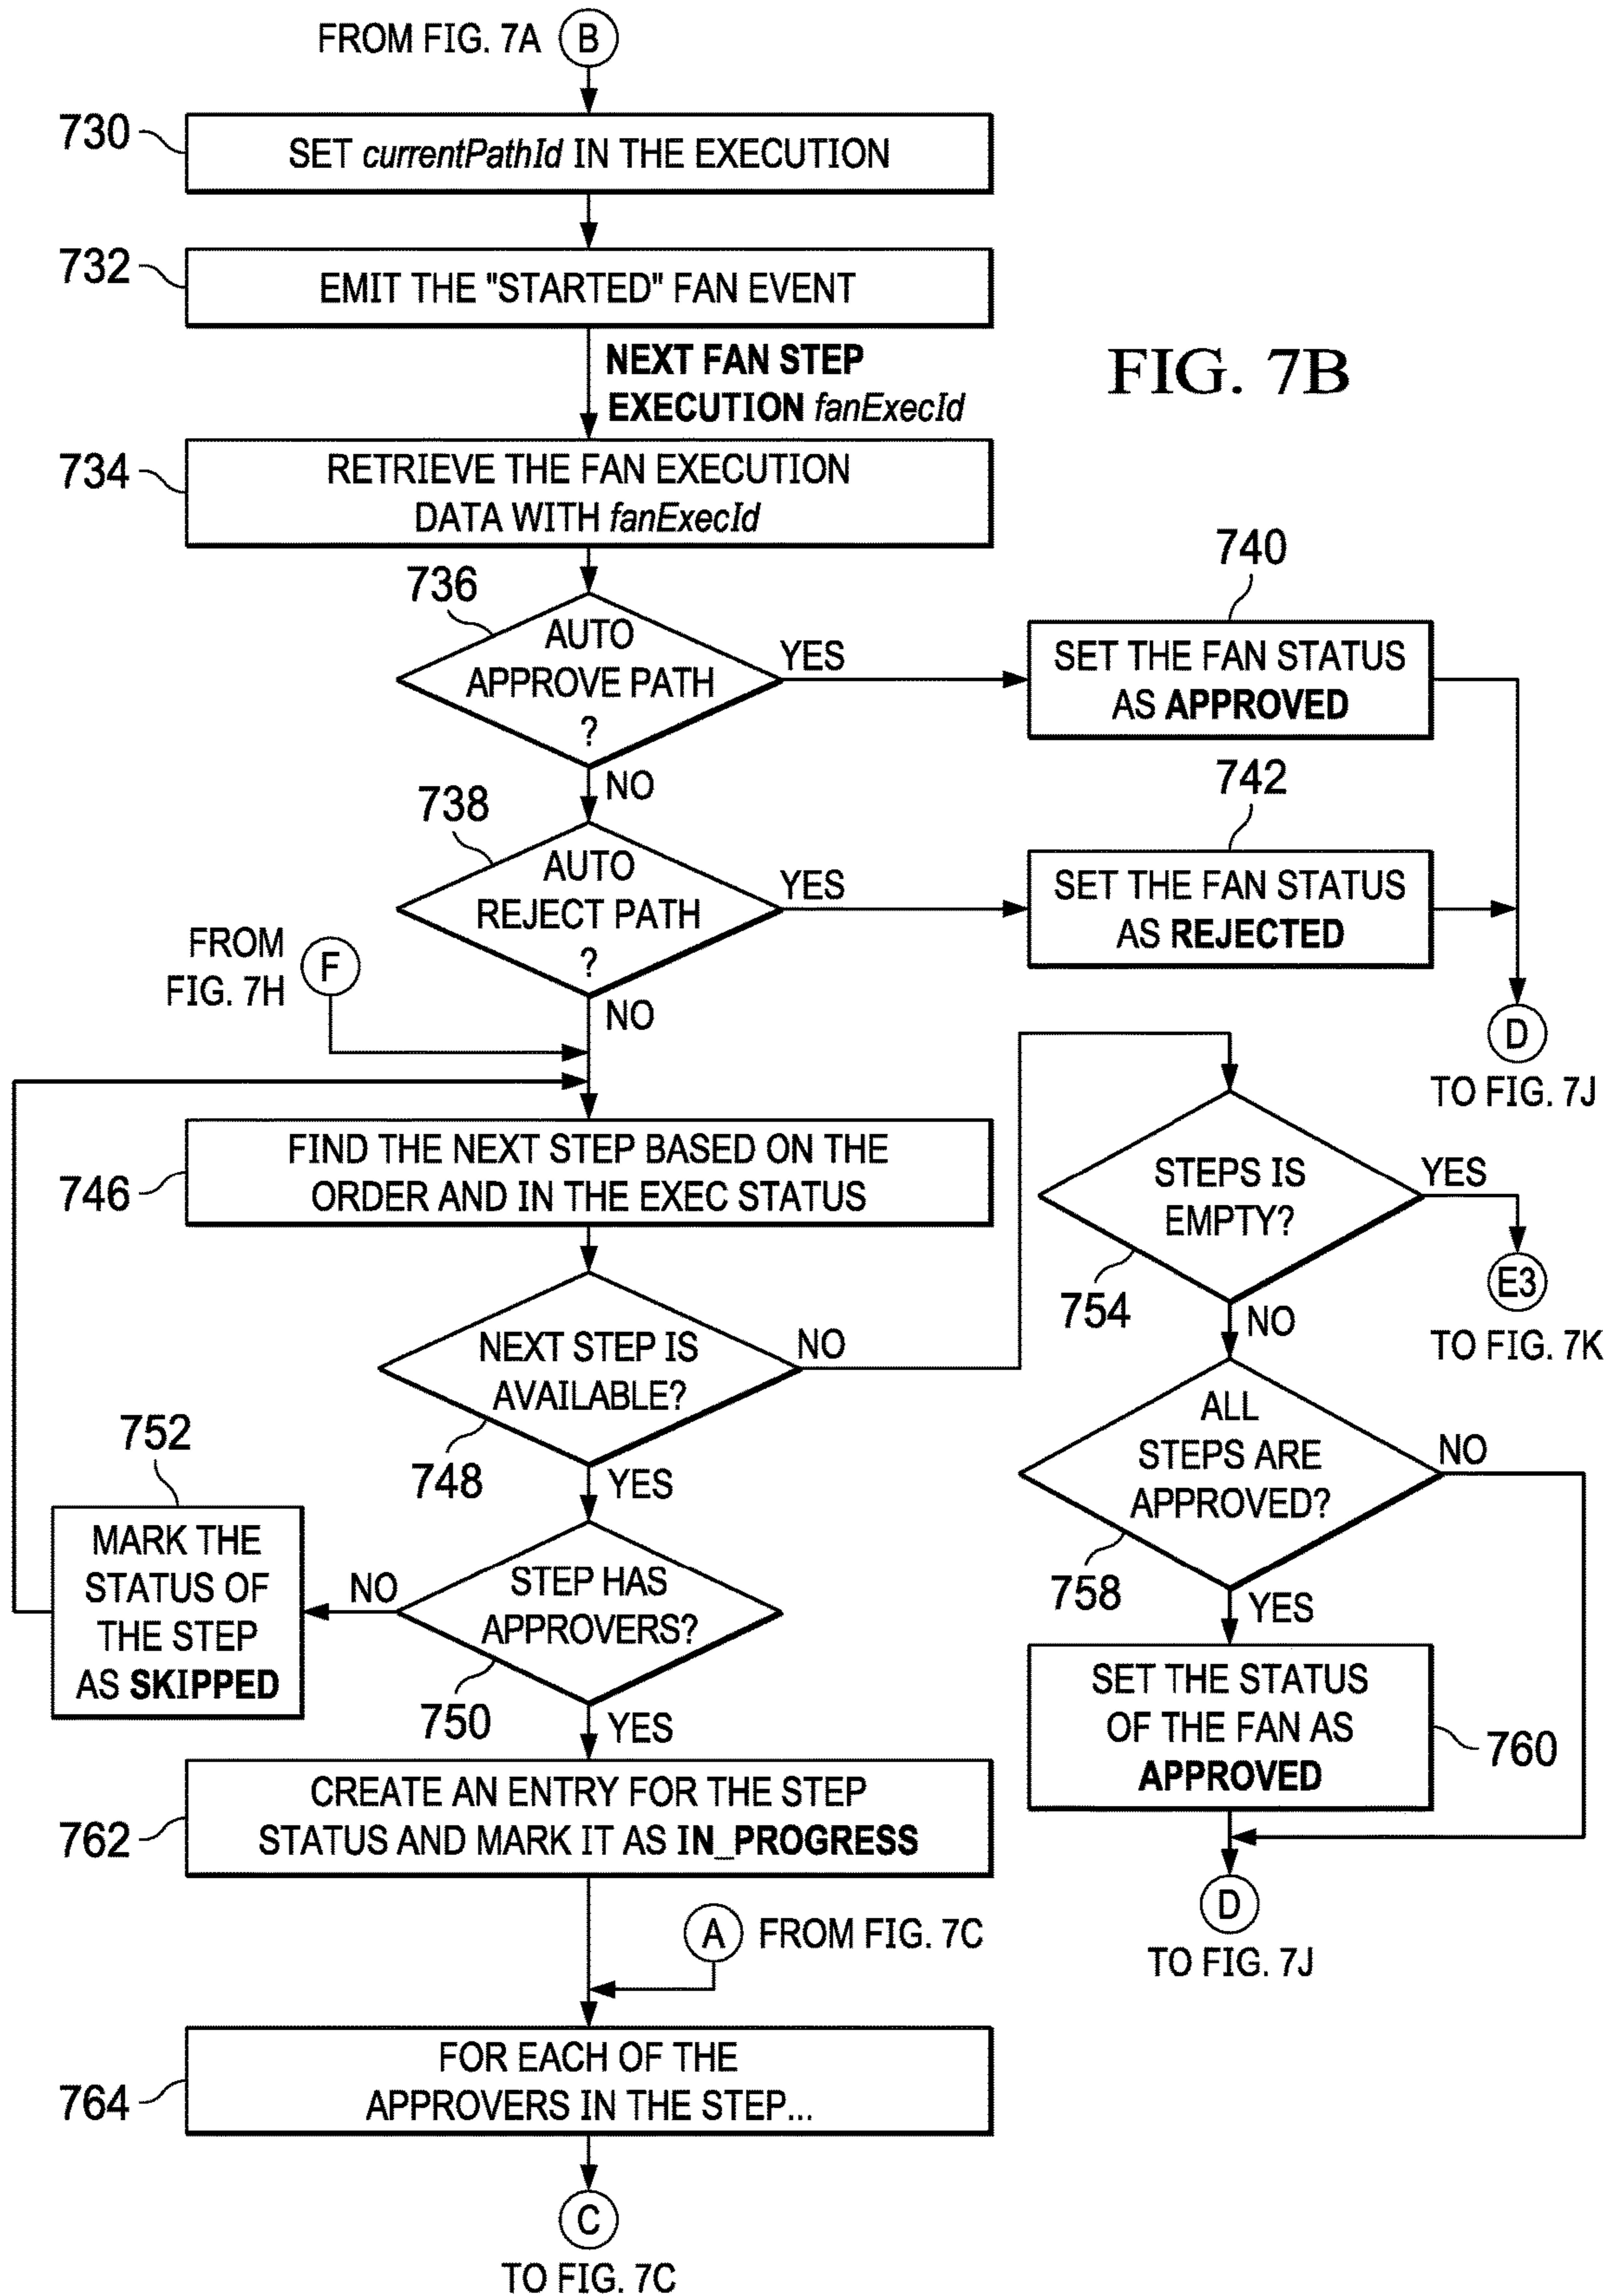 FROM FIG. 7A B
730
SET currentPathId IN THE EXECUTION
732
EMIT THE "STARTED" FAN EVENT
NEXT FAN STEP
EXECUTION fanExecId
FIG. 7B
734
RETRIEVE THE FAN EXECUTION
DATA WITH fanExecId
736
AUTO
APPROVE PATH
?
YES
740
SET THE FAN STATUS
AS APPROVED
NO
738
AUTO
REJECT PATH
?
YES
742
SET THE FAN STATUS
AS REJECTED
D
TO FIG. 7J
FROM
FIG. 7H
F
NO
746
FIND THE NEXT STEP BASED ON THE
ORDER AND IN THE EXEC STATUS
NEXT STEP IS
AVAILABLE?
748
NO
STEPS IS
EMPTY?
754
YES
E3
TO FIG. 7K
NO
ALL
STEPS ARE
APPROVED?
758
NO
YES
SET THE STATUS
OF THE FAN AS
APPROVED
760
D
TO FIG. 7J
YES
STEP HAS
APPROVERS?
750
NO
752
MARK THE
STATUS OF
THE STEP
AS SKIPPED
YES
762
CREATE AN ENTRY FOR THE STEP
STATUS AND MARK IT AS IN_PROGRESS
A FROM FIG. 7C
764
FOR EACH OF THE
APPROVERS IN THE STEP...
C
TO FIG. 7C